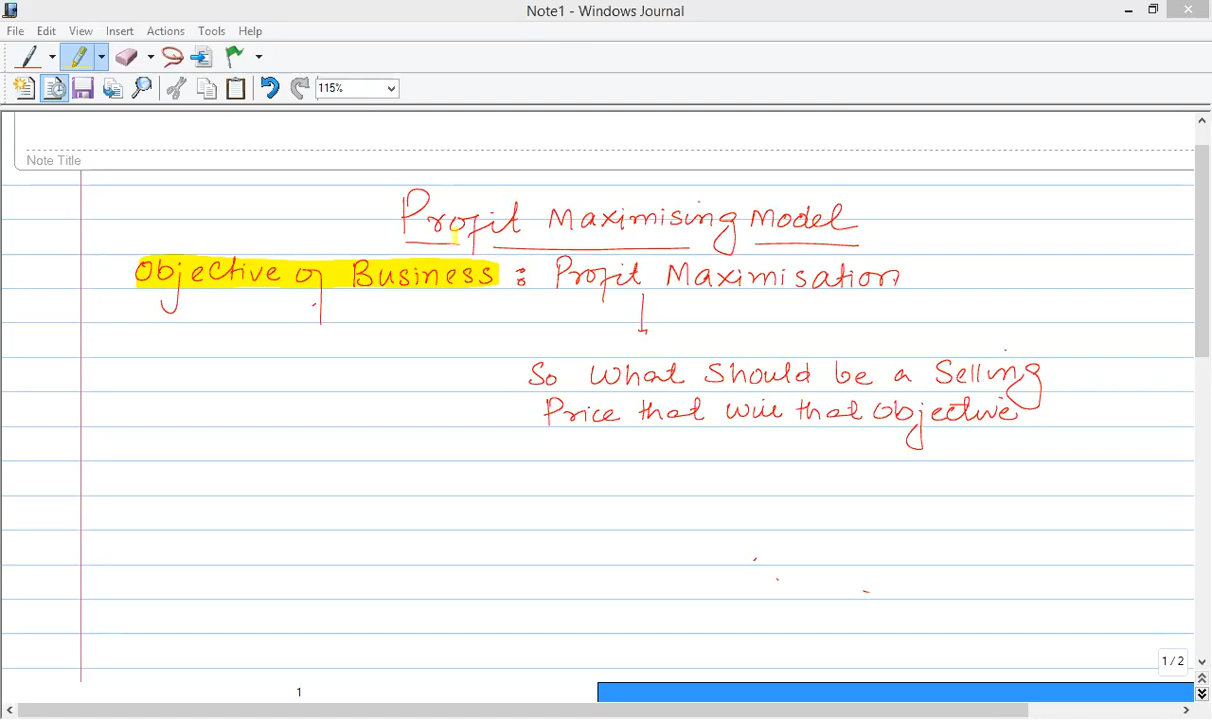 Note1 - Windows Journal
File Edit View Insert Actions Tools Help
115%
Note Title
Profit Maximising Model
Objective of Business : Profit Maximisation
So What Should be a Selling
Price that will that Objective
1 / 2
1